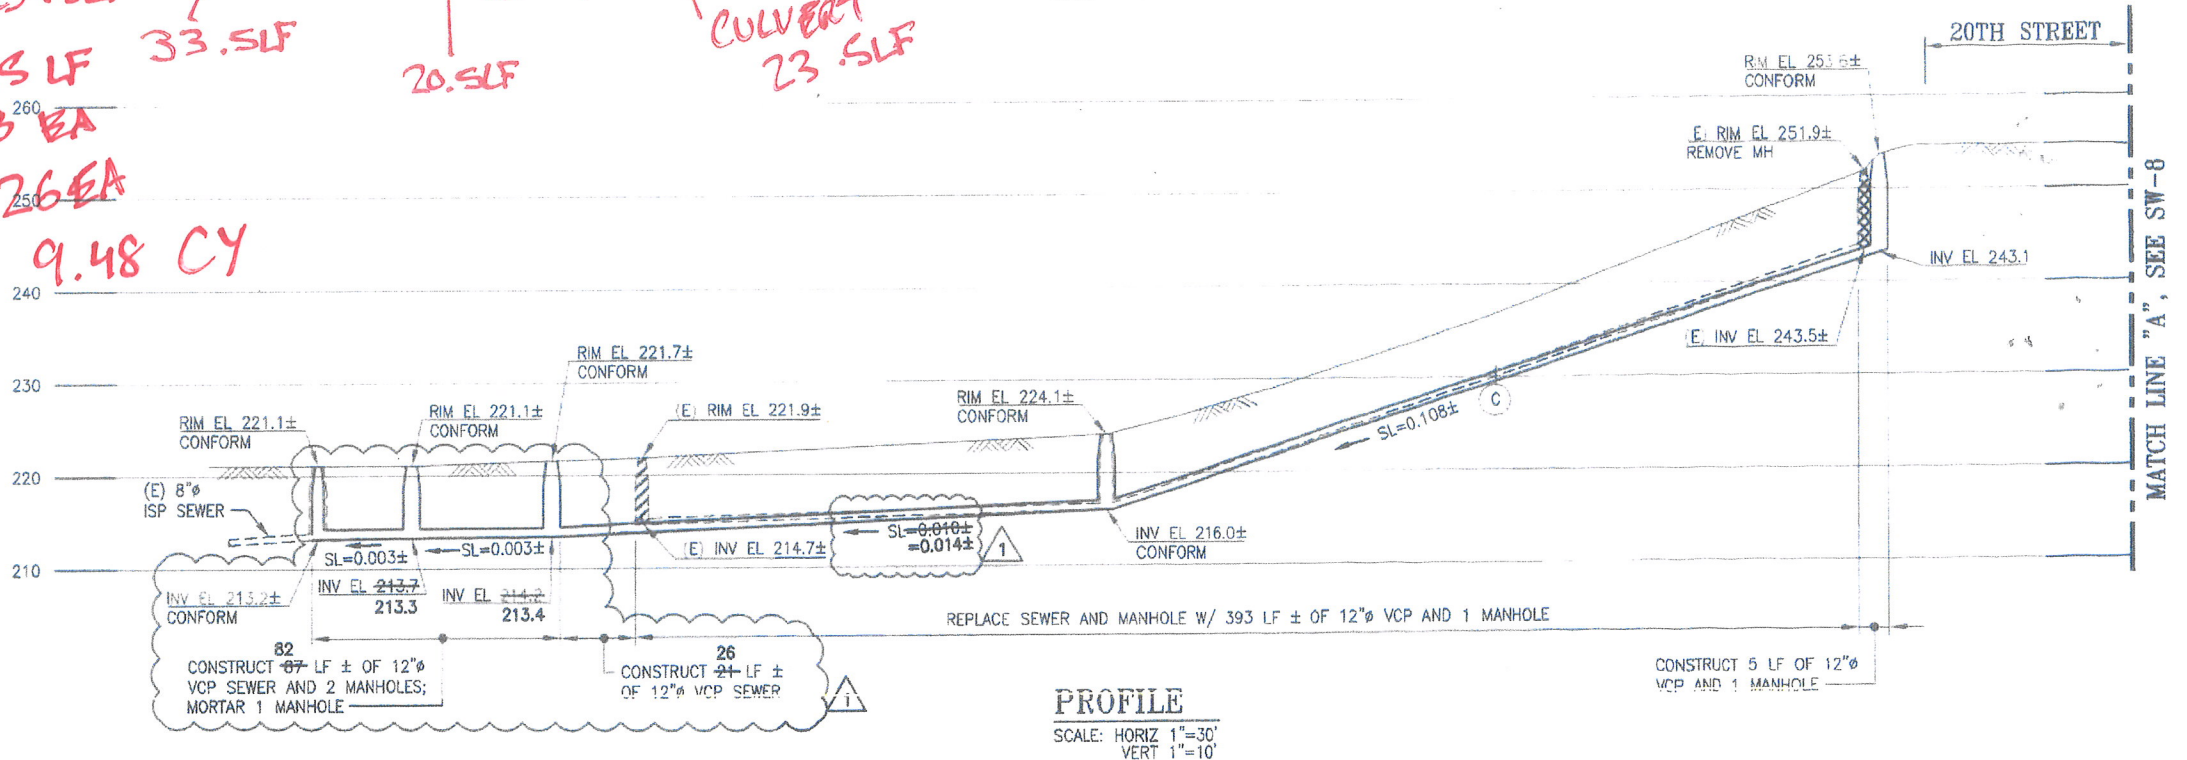 33.5LF
20.5LF
CULVERT
23.5LF
5 LF
3 EA
26 EA
9.48 CY
20TH STREET
RIM EL 253.6±
CONFORM
(E) RIM EL 251.9±
REMOVE MH
MATCH LINE "A", SEE SW-8
260
250
240
230
220
210
INV EL 243.1
(E) INV EL 243.5±
RIM EL 221.7±
CONFORM
RIM EL 221.1±
CONFORM
RIM EL 221.1±
CONFORM
(E) RIM EL 221.9±
RIM EL 224.1±
CONFORM
C
SL=0.108±
(E) 8"ø
ISP SEWER
SL=0.003±
SL=0.003±
(E) INV EL 214.7±
SL=0.010±
=0.014±
1
INV EL 216.0±
CONFORM
INV EL 213.2±
CONFORM
INV EL 213.7
213.3
INV EL 214.2
213.4
REPLACE SEWER AND MANHOLE W/ 393 LF ± OF 12"ø VCP AND 1 MANHOLE
82
CONSTRUCT 87 LF ± OF 12"ø
VCP SEWER AND 2 MANHOLES;
MORTAR 1 MANHOLE
26
CONSTRUCT 21 LF ±
OF 12"ø VCP SEWER
1
CONSTRUCT 5 LF OF 12"ø
VCP AND 1 MANHOLE
PROFILE
SCALE: HORIZ 1"=30'
VERT 1"=10'